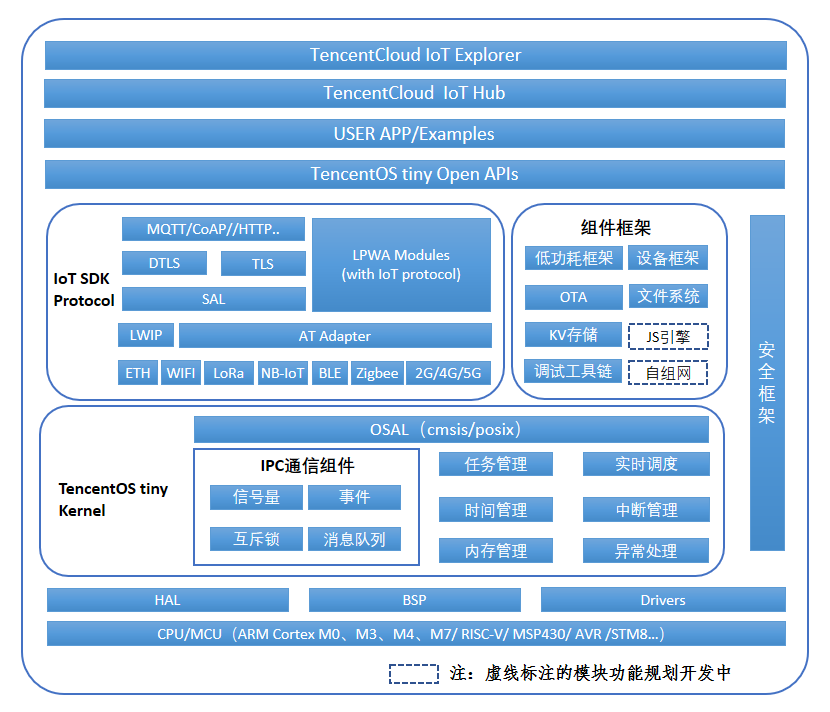 TencentCloud IoT Explorer
TencentCloud IoT Hub
USER APP/Examples
TencentOS tiny Open APIs
IoT SDK
Protocol
MQTT/CoAP//HTTP..
DTLS
TLS
SAL
LPWA Modules
(with IoT protocol)
LWIP
AT Adapter
ETH
WIFI
LoRa
NB-IoT
BLE
Zigbee
2G/4G/5G
组件框架
低功耗框架
设备框架
OTA
文件系统
KV存储
JS引擎
调试工具链
自组网
安全框架
TencentOS tiny
Kernel
OSAL（cmsis/posix）
IPC通信组件
信号量
事件
互斥锁
消息队列
任务管理
实时调度
时间管理
中断管理
内存管理
异常处理
HAL
BSP
Drivers
CPU/MCU（ARM Cortex M0、M3、M4、M7/ RISC-V/ MSP430/ AVR /STM8...）
注：虚线标注的模块功能规划开发中